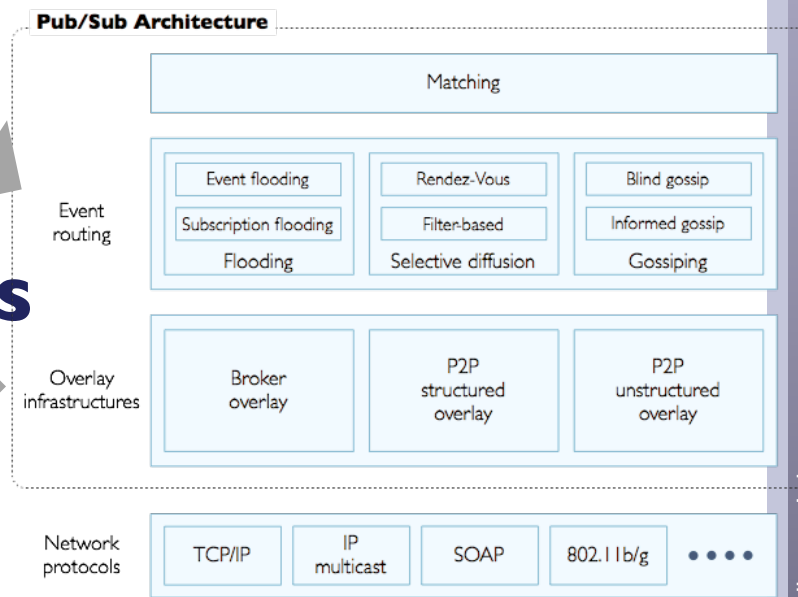 Pub/Sub Architecture
Matching
Event
routing
Event flooding
Subscription flooding
Flooding
Rendez-Vous
Filter-based
Selective diffusion
Blind gossip
Informed gossip
Gossiping
s
Overlay
infrastructures
Broker
overlay
P2P
structured
overlay
P2P
unstructured
overlay
Network
protocols
TCP/IP
IP
multicast
SOAP
802.11b/g